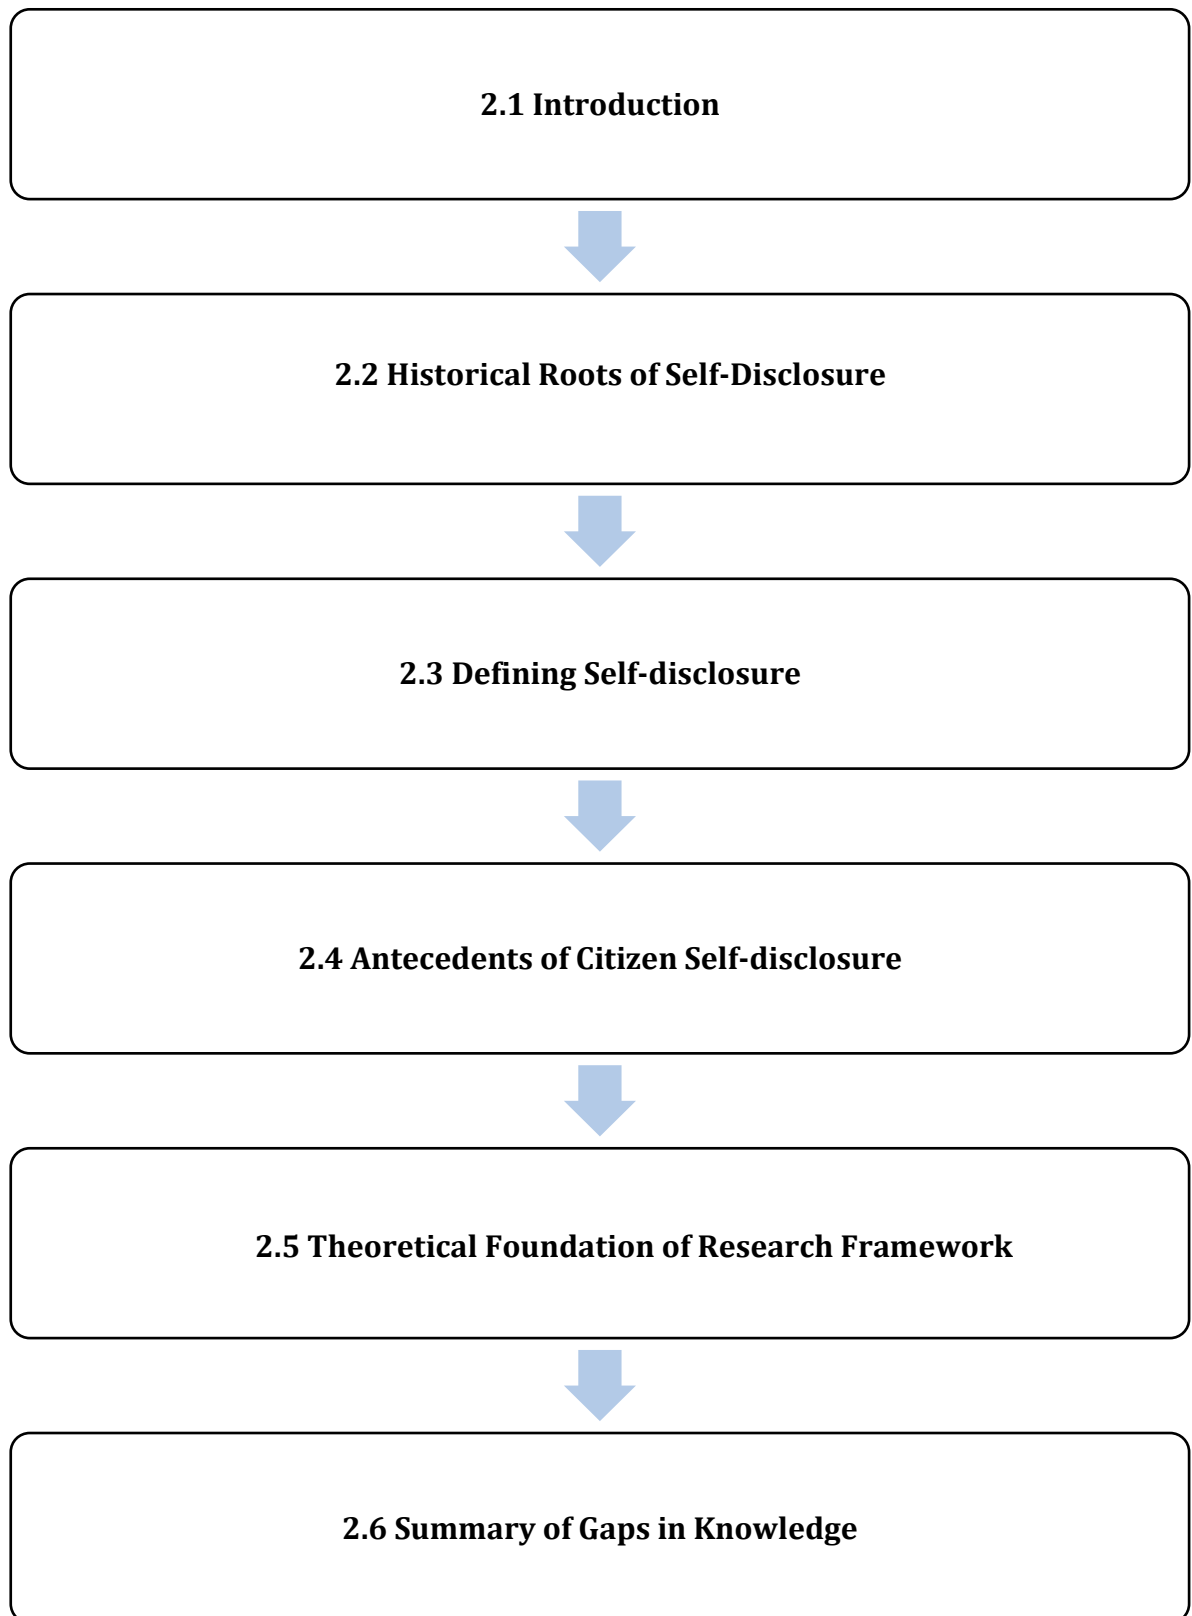 2.1 Introduction
2.2 Historical Roots of Self-Disclosure
2.3 Defining Self-disclosure
2.4 Antecedents of Citizen Self-disclosure
2.5 Theoretical Foundation of Research Framework
2.6 Summary of Gaps in Knowledge